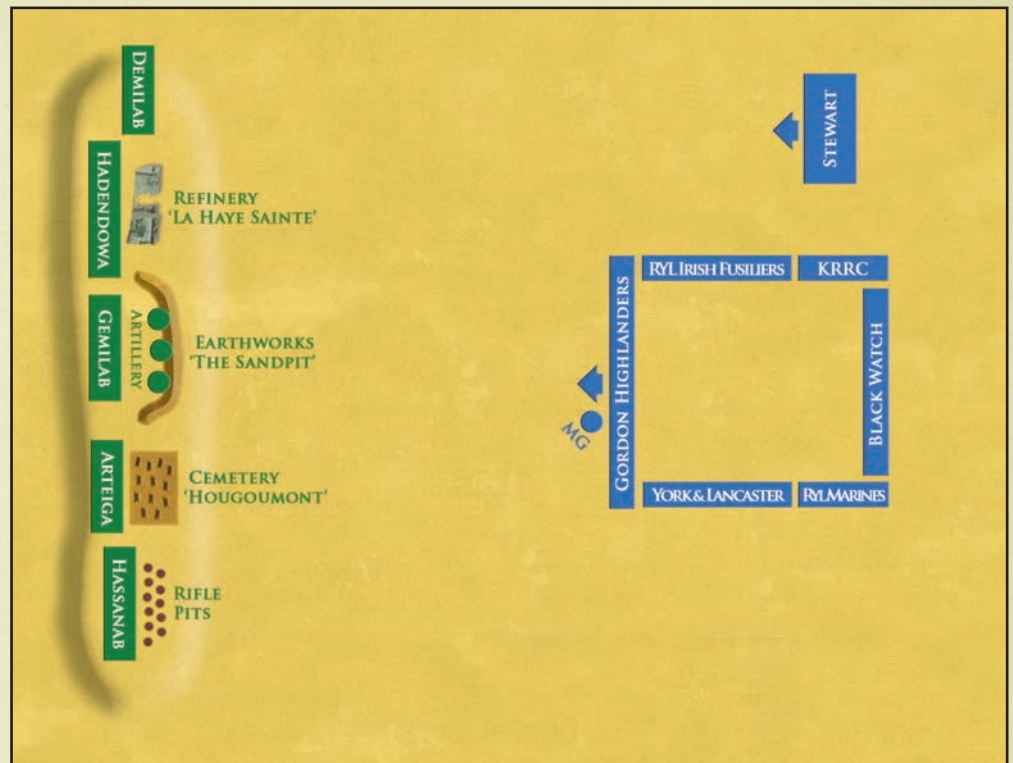 DEMILAB
HADENDOWA
REFINERY
'LA HAYE SAINTE'
GEMILAB
ARTILLERY
EARTHWORKS
'THE SANDPIT'
ARTEIGA
CEMETERY
'HOUGOUMONT'
HASSANAB
RIFLE
PITS
STEWART
RYL IRISH FUSILIERS
KRRC
GORDON HIGHLANDERS
MG
BLACK WATCH
YORK & LANCASTER
RYL MARINES